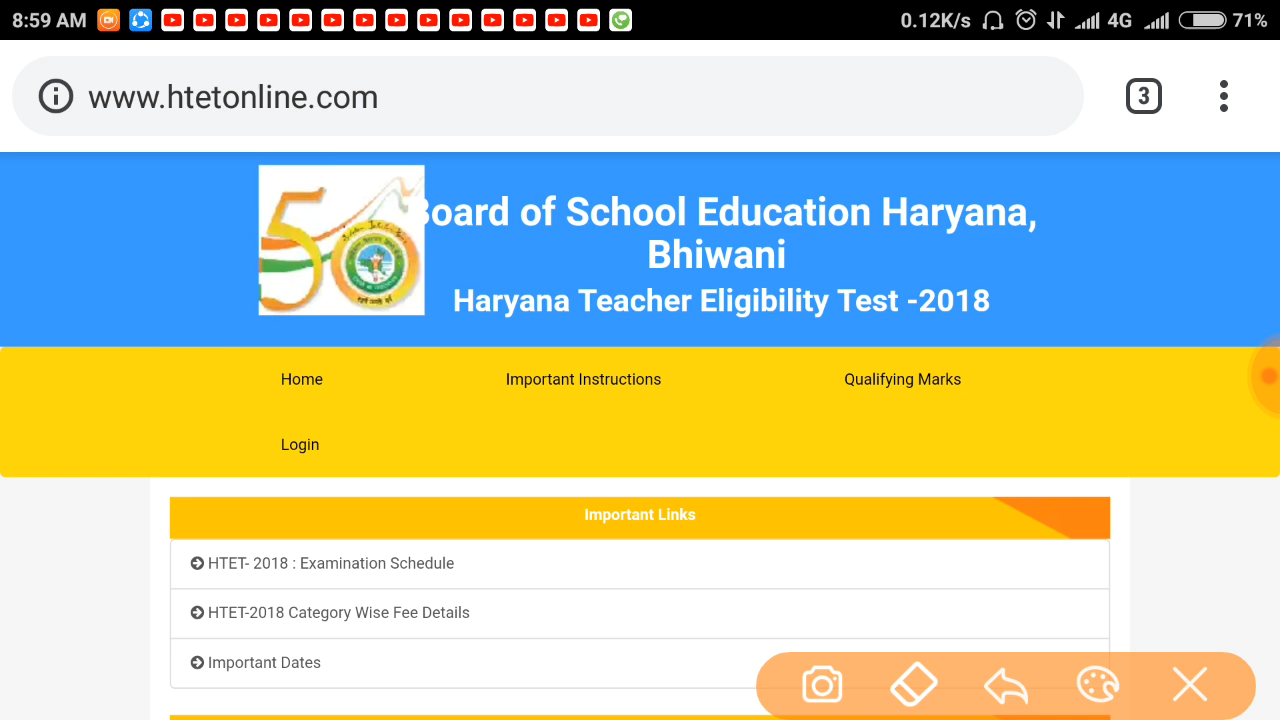 8:59 AM 0.12K/s 4G 71%
www.htetonline.com 3
Board of School Education Haryana,
Bhiwani
Haryana Teacher Eligibility Test -2018
Home Important Instructions Qualifying Marks
Login
Important Links
HTET- 2018 : Examination Schedule
HTET-2018 Category Wise Fee Details
Important Dates